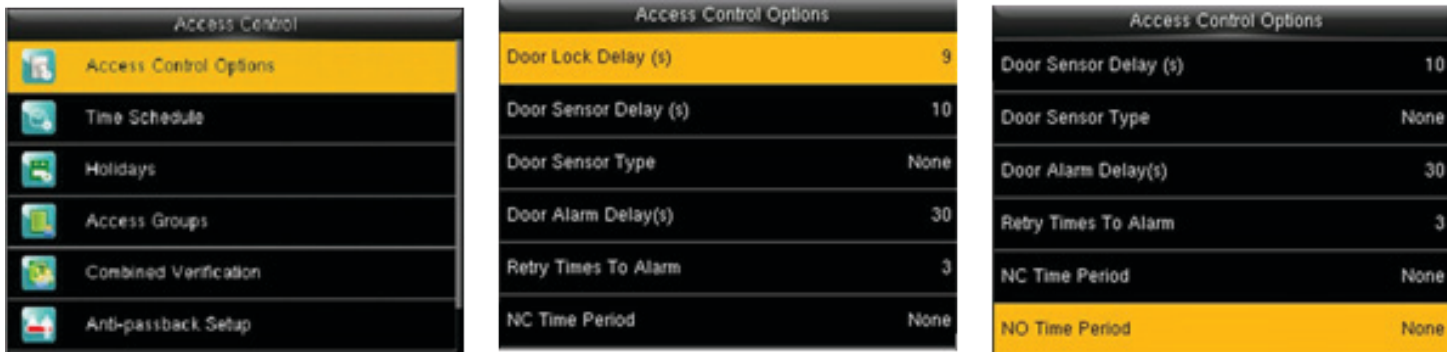 Access Control
Access Control Options
Time Schedule
Holidays
Access Groups
Combined Verification
Anti-passback Setup
Access Control Options
Door Lock Delay (s) 9
Door Sensor Delay (s) 10
Door Sensor Type None
Door Alarm Delay(s) 30
Retry Times To Alarm 3
NC Time Period None
Access Control Options
Door Sensor Delay (s) 10
Door Sensor Type None
Door Alarm Delay(s) 30
Retry Times To Alarm 3
NC Time Period None
NO Time Period None